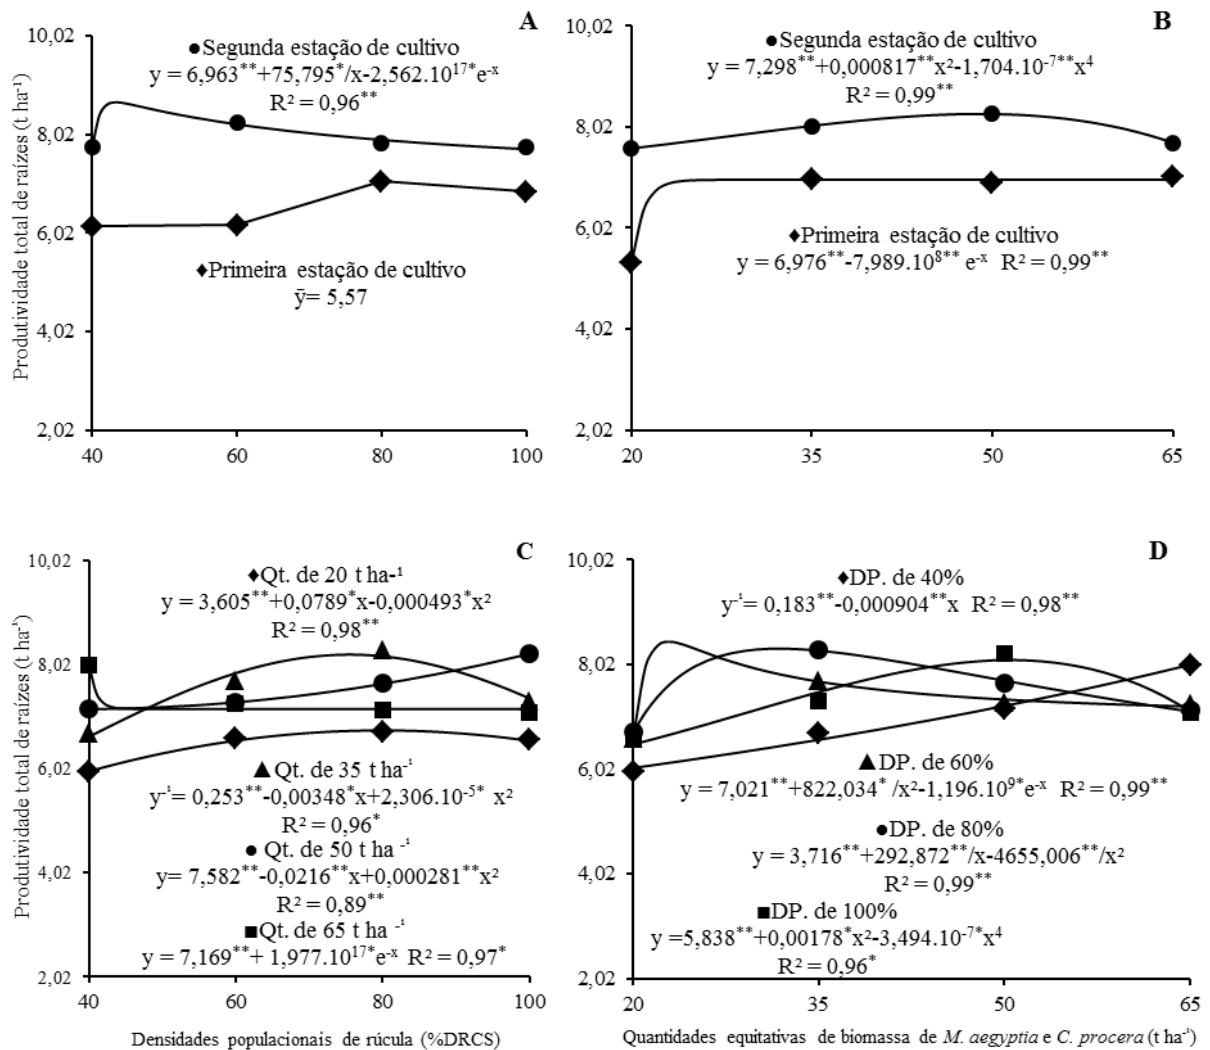 A
Produtividade total de raízes (t ha⁻¹)
10,02
8,02
6,02
4,02
2,02
●Segunda estação de cultivo
y = 6,963**+75,795*/x-2,562.10¹⁷*e⁻ˣ
R² = 0,96**
♦Primeira estação de cultivo
ȳ= 5,57
40 60 80 100
B
10,02
8,02
6,02
4,02
2,02
●Segunda estação de cultivo
y = 7,298**+0,000817**x²-1,704.10⁻⁷**x⁴
R² = 0,99**
♦Primeira estação de cultivo
y = 6,976**-7,989.10⁸** e⁻ˣ R² = 0,99**
20 35 50 65
C
Produtividade total de raízes (t ha⁻¹)
10,02
8,02
6,02
4,02
2,02
♦Qt. de 20 t ha-¹
y = 3,605**+0,0789*x-0,000493*x²
R² = 0,98**
▲Qt. de 35 t ha⁻¹
y⁻¹= 0,253**-0,00348*x+2,306.10⁻⁵* x²
R² = 0,96*
● Qt. de 50 t ha ⁻¹
y= 7,582**-0,0216**x+0,000281**x²
R² = 0,89**
■Qt. de 65 t ha ⁻¹
y = 7,169**+ 1,977.10¹⁷*e⁻ˣ R² = 0,97*
40 60 80 100
Densidades populacionais de rúcula (%DRCS)
D
10,02
8,02
6,02
4,02
2,02
♦DP. de 40%
y⁻¹= 0,183**-0,000904**x R² = 0,98**
▲DP. de 60%
y = 7,021**+822,034* /x²-1,196.10⁹*e⁻ˣ R² = 0,99**
●DP. de 80%
y = 3,716**+292,872**/x-4655,006**/x²
R² = 0,99**
■DP. de 100%
y =5,838**+0,00178*x²-3,494.10⁻⁷*x⁴
R² = 0,96*
20 35 50 65
Quantidades equitativas de biomassa de M. aegyptia e C. procera (t ha⁻¹)